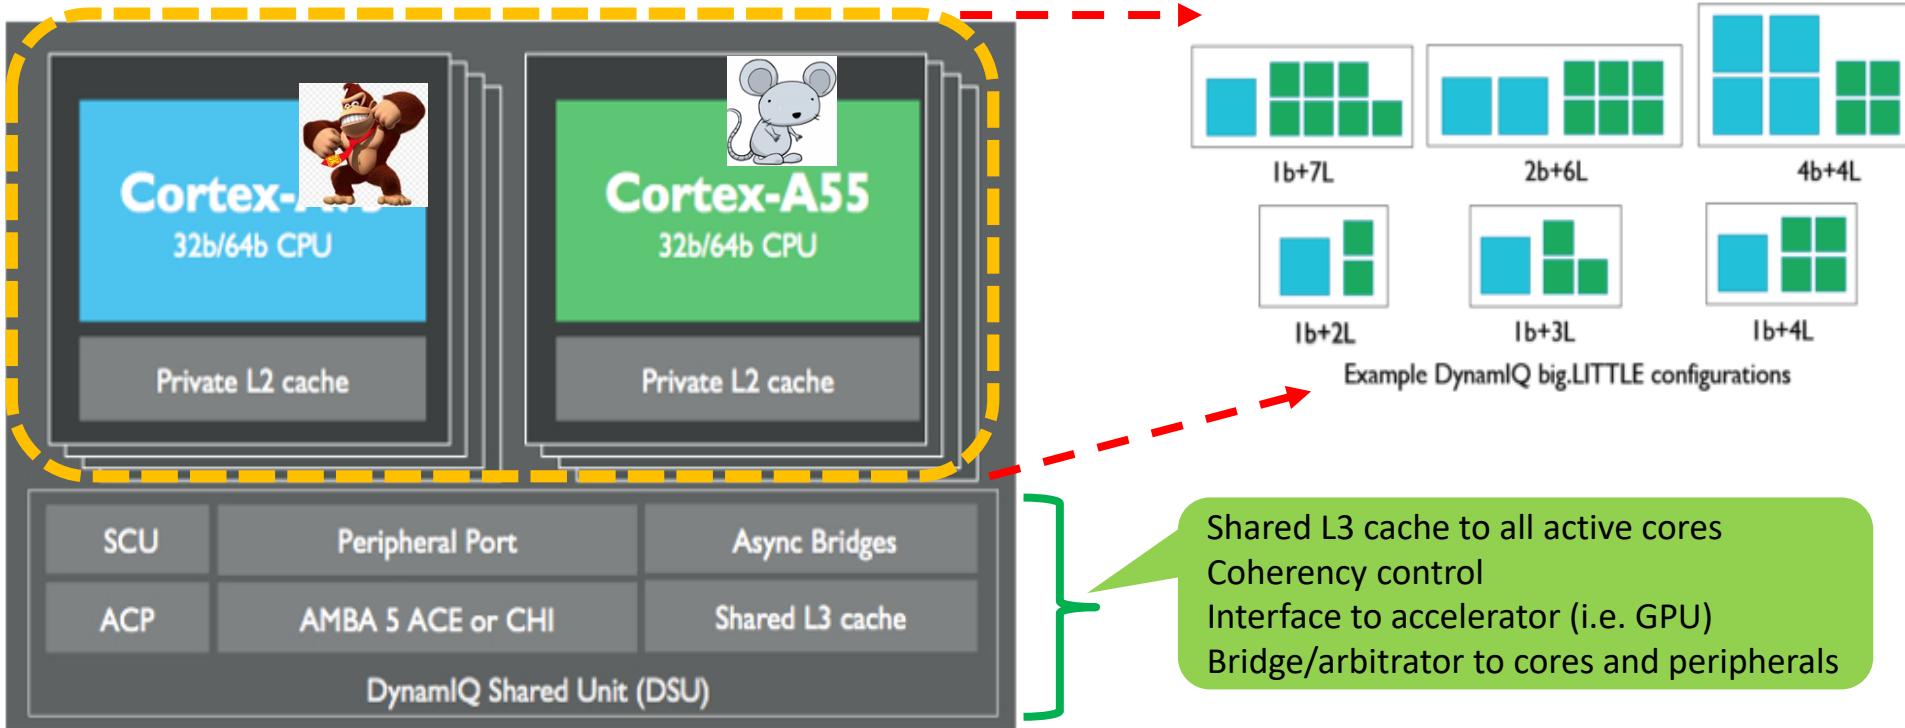 Cortex-
32b/64b CPU
Private L2 cache
Cortex-A55
32b/64b CPU
Private L2 cache
SCU
Peripheral Port
Async Bridges
ACP
AMBA 5 ACE or CHI
Shared L3 cache
DynamIQ Shared Unit (DSU)
1b+7L
2b+6L
4b+4L
1b+2L
1b+3L
1b+4L
Example DynamIQ big.LITTLE configurations
Shared L3 cache to all active cores
Coherency control
Interface to accelerator (i.e. GPU)
Bridge/arbitrator to cores and peripherals